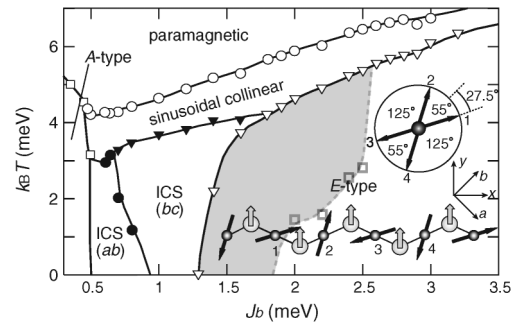 6
4
2
0
k_BT (meV)
paramagnetic
A-type
sinusoidal collinear
ICS
(ab)
ICS
(bc)
E-type
2
27.5°
125°
55°
1
3
55°
125°
4
y
b
x
a
1
2
3
4
0.5
1
1.5
2
2.5
3
3.5
J_b (meV)